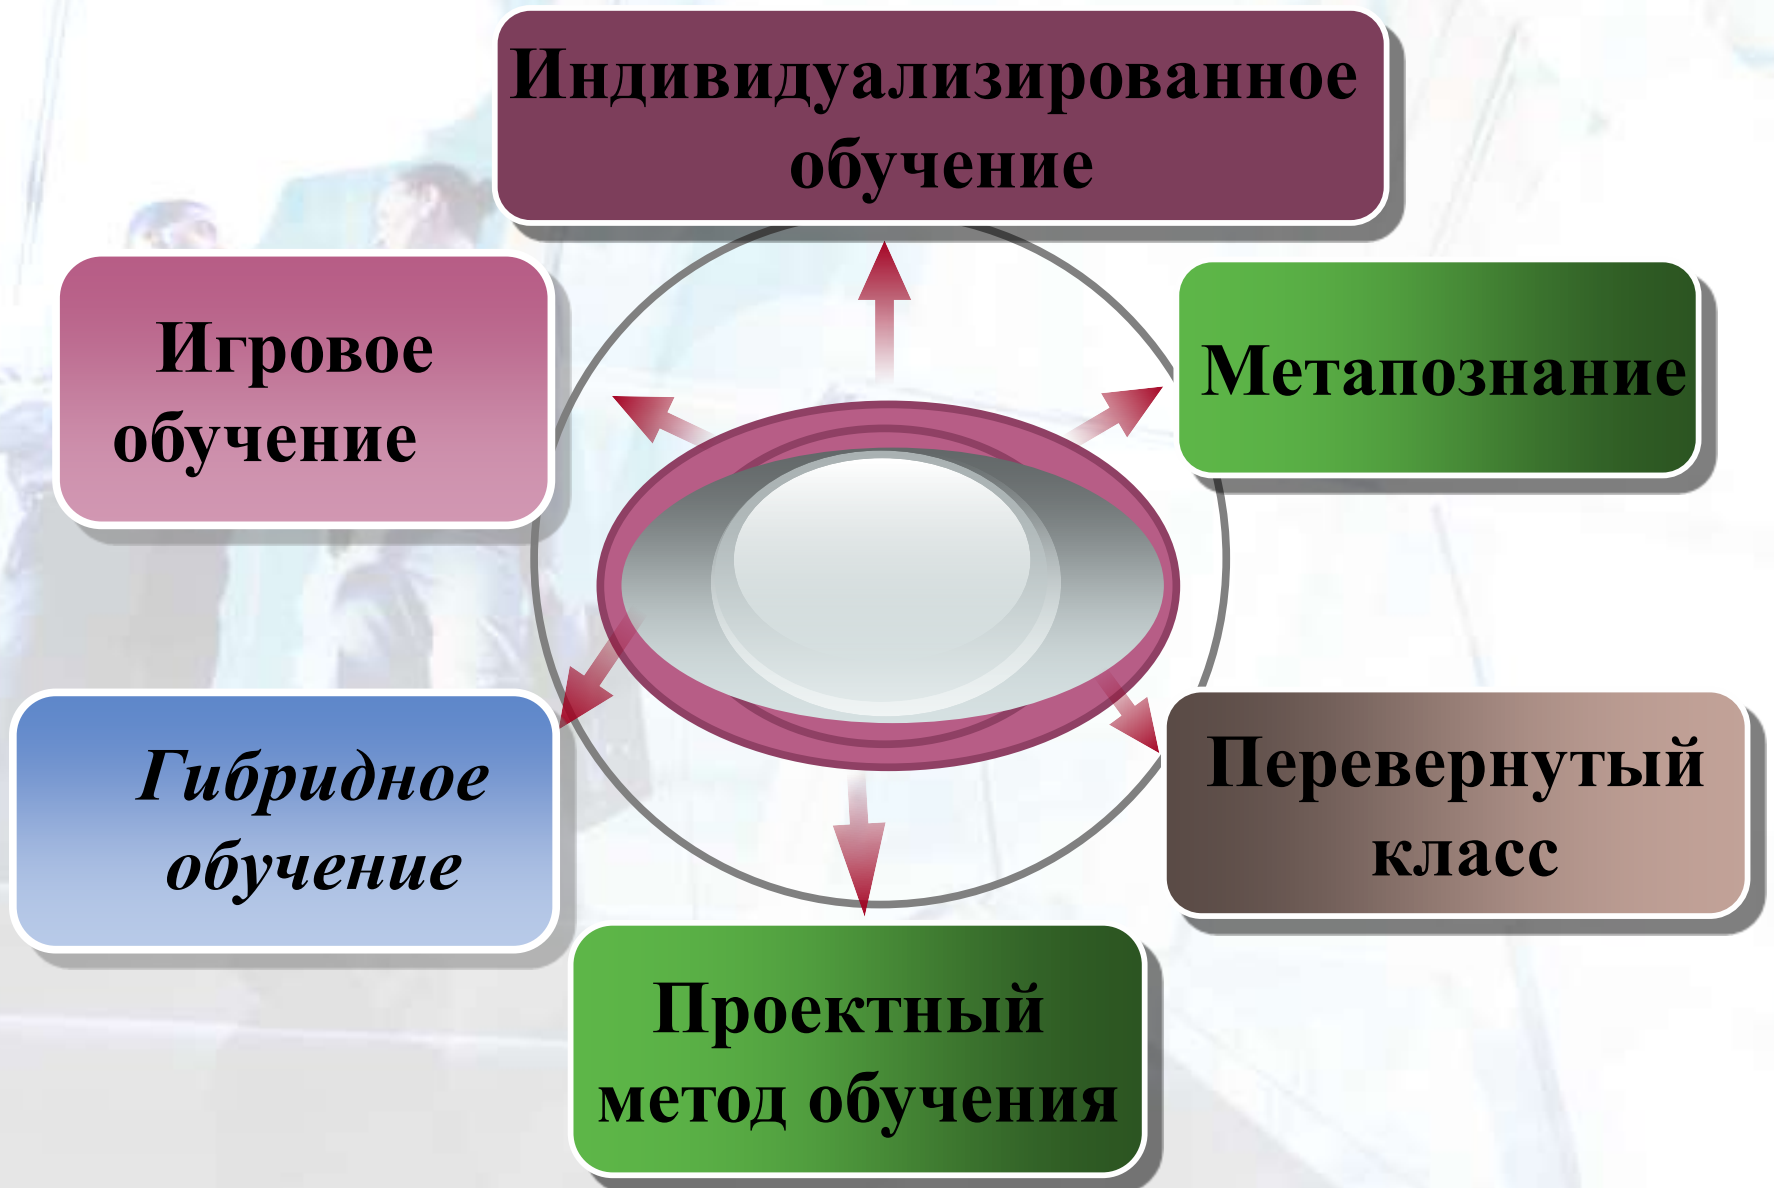 Индивидуализированное
обучение
Игровое
обучение
Метапознание
Гибридное
обучение
Перевернутый
класс
Проектный
метод обучения